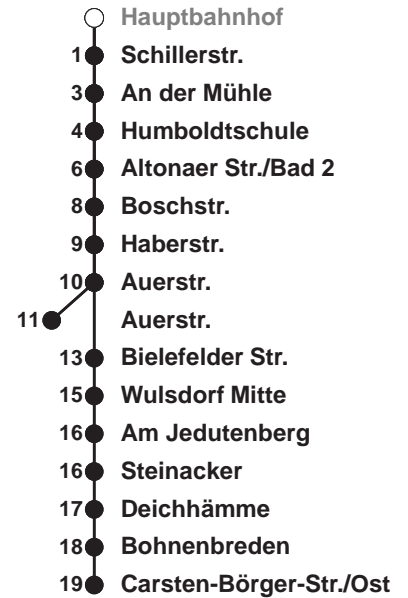 Hauptbahnhof
1 Schillerstr.
3 An der Mühle
4 Humboldtschule
6 Altonaer Str./Bad 2
8 Boschstr.
9 Haberstr.
10 Auerstr.
11 Auerstr.
13 Bielefelder Str.
15 Wulsdorf Mitte
16 Am Jedutenberg
16 Steinacker
17 Deichhämme
18 Bohnenbreden
19 Carsten-Börger-Str./Ost